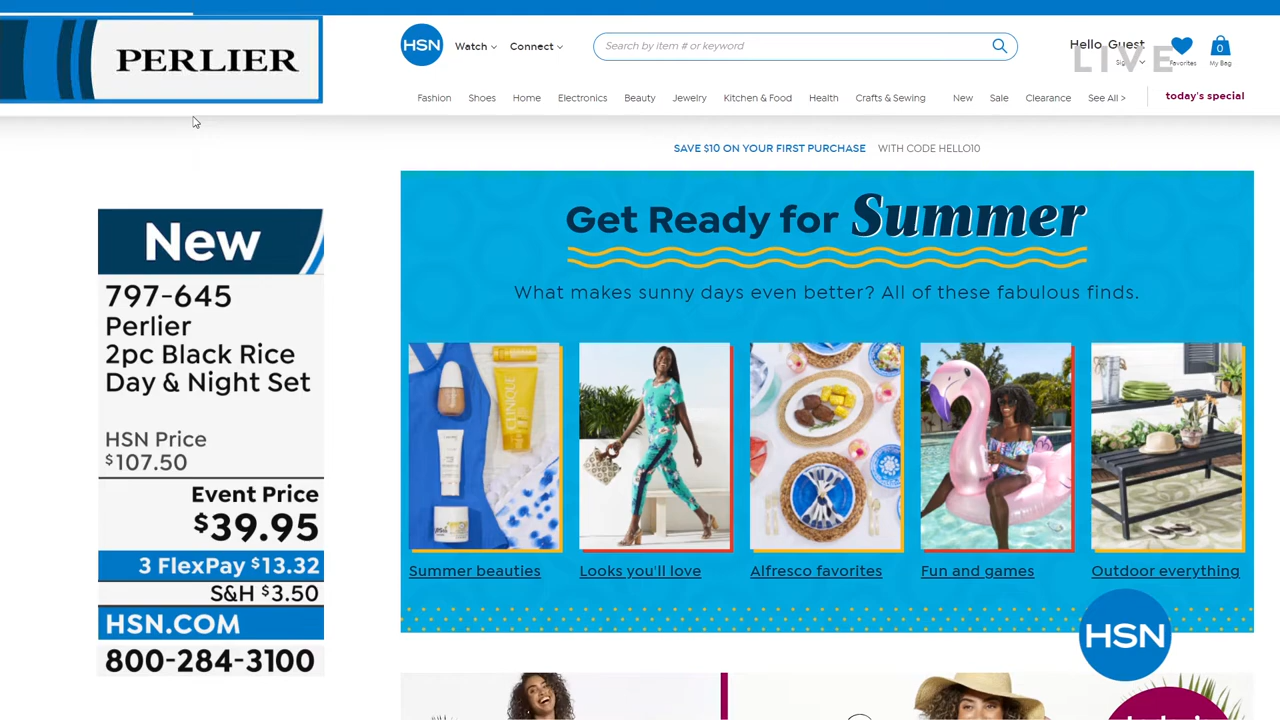 PERLIER
HSN
Watch
Connect
Search by item # or keyword
Hello, Guest
LIVE
Favorites
0
My Bag
Fashion
Shoes
Home
Electronics
Beauty
Jewelry
Kitchen & Food
Health
Crafts & Sewing
New
Sale
Clearance
See All >
today's special
SAVE $10 ON YOUR FIRST PURCHASE WITH CODE HELLO10
Get Ready for Summer
What makes sunny days even better? All of these fabulous finds.
CLINIQUE
Summer beauties
Looks you'll love
Alfresco favorites
Fun and games
Outdoor everything
New
797-645
Perlier
2pc Black Rice
Day & Night Set
HSN Price
$107.50
Event Price
$39.95
3 FlexPay $13.32
S&H $3.50
HSN.COM
800-284-3100
HSN